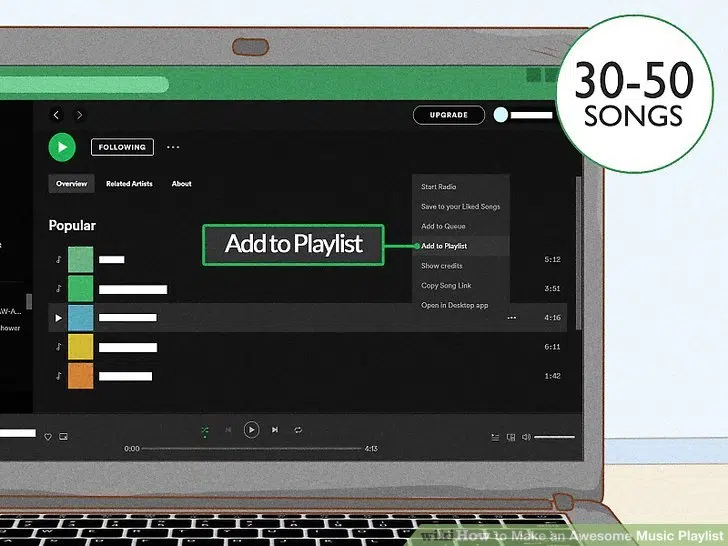 30-50
SONGS
UPGRADE
FOLLOWING
Overview Related Artists About
Popular
Start Radio
Save to your Liked Songs
Add to Queue
Add to Playlist
Add to Playlist
Show credits
Copy Song Link
Open in Desktop app
5:12
3:51
4:16
6:11
1:42
AW-A...
hower
0:00 4:13
wikiHow to Make an Awesome Music Playlist